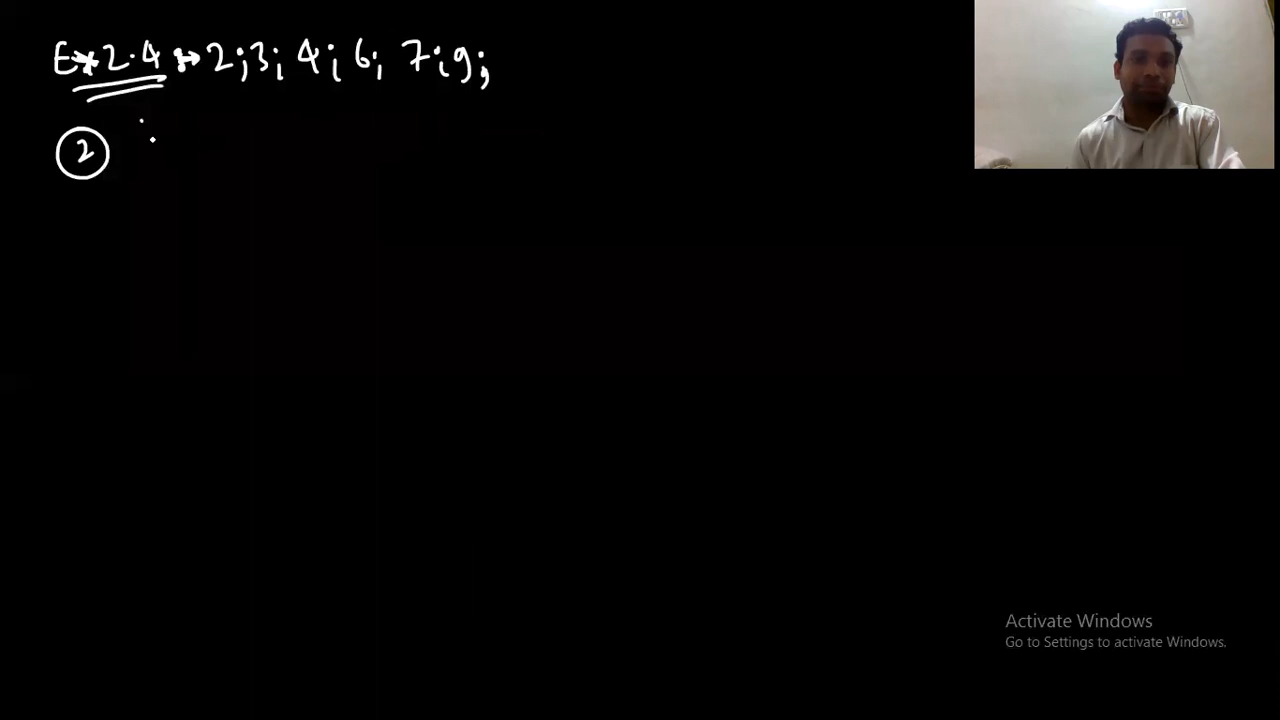 Ex 2.4 → 2; 3; 4; 6; 7; 9;
2
Activate Windows
Go to Settings to activate Windows.